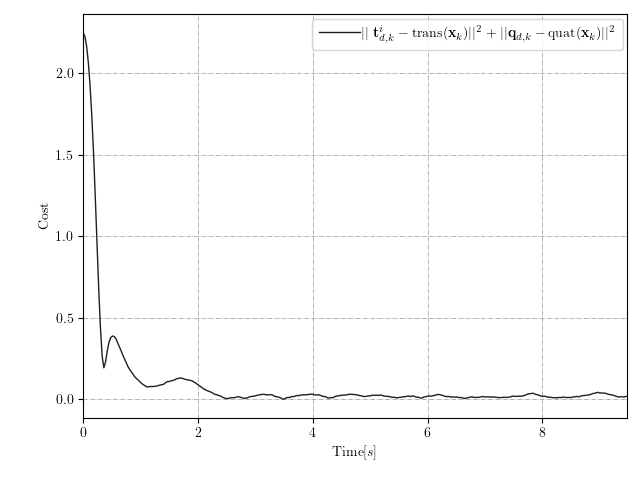 || t^i_{d,k} − trans(x_k)||² + ||q_{d,k} − quat(x_k)||²
2.0
1.5
1.0
0.5
0.0
Cost
0 2 4 6 8
Time[s]